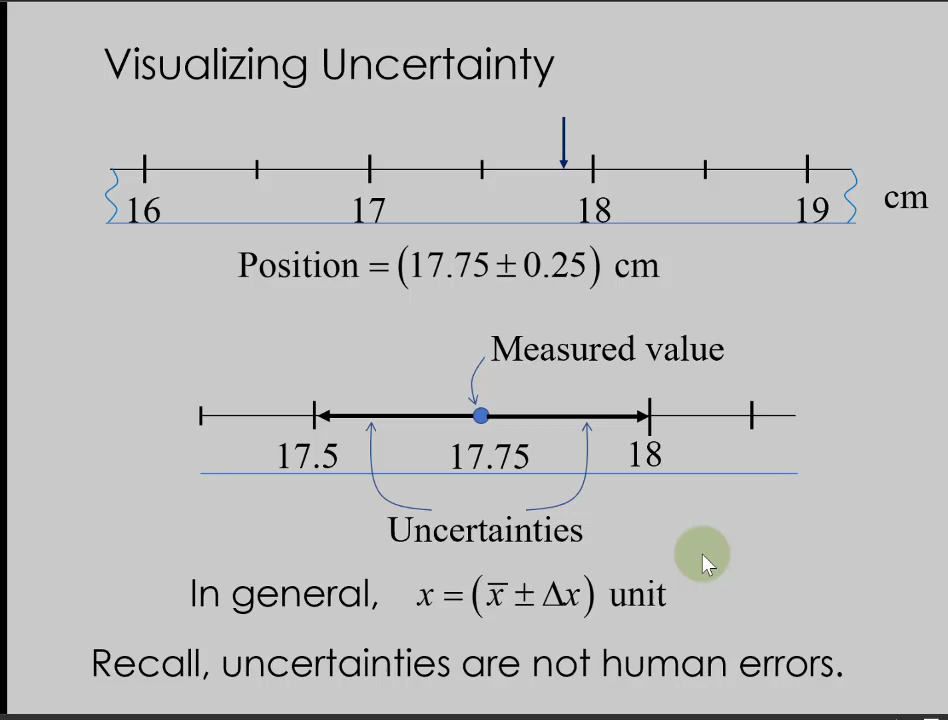 Visualizing Uncertainty
16 17 18 19 cm
Position = (17.75 ± 0.25) cm
Measured value
17.5 17.75 18
Uncertainties
In general, x = (x̅ ± Δx) unit
Recall, uncertainties are not human errors.